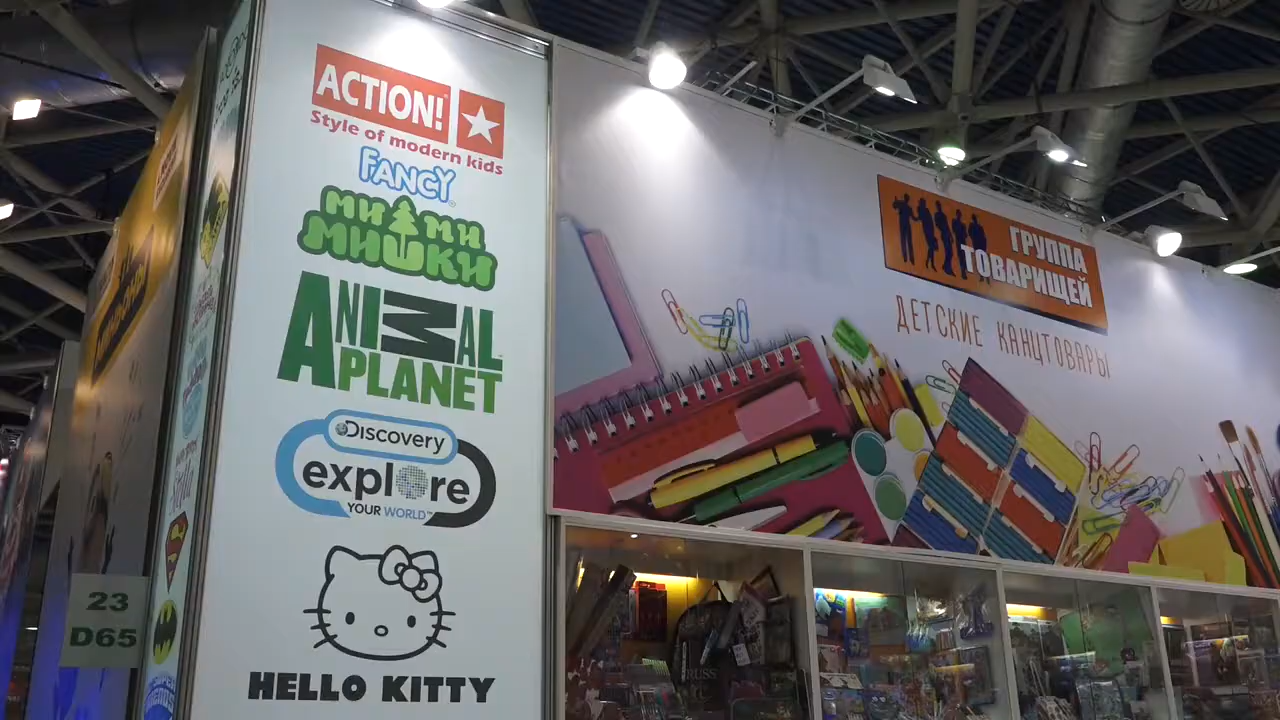 ACTION!
Style of modern kids
FANCY
МИ-МИ
МИШКИ
ANIMAL
PLANET
Discovery
explore
YOUR WORLD™
HELLO KITTY
ГРУППА
ТОВАРИЩЕЙ
ДЕТСКИЕ КАНЦТОВАРЫ
23
D65